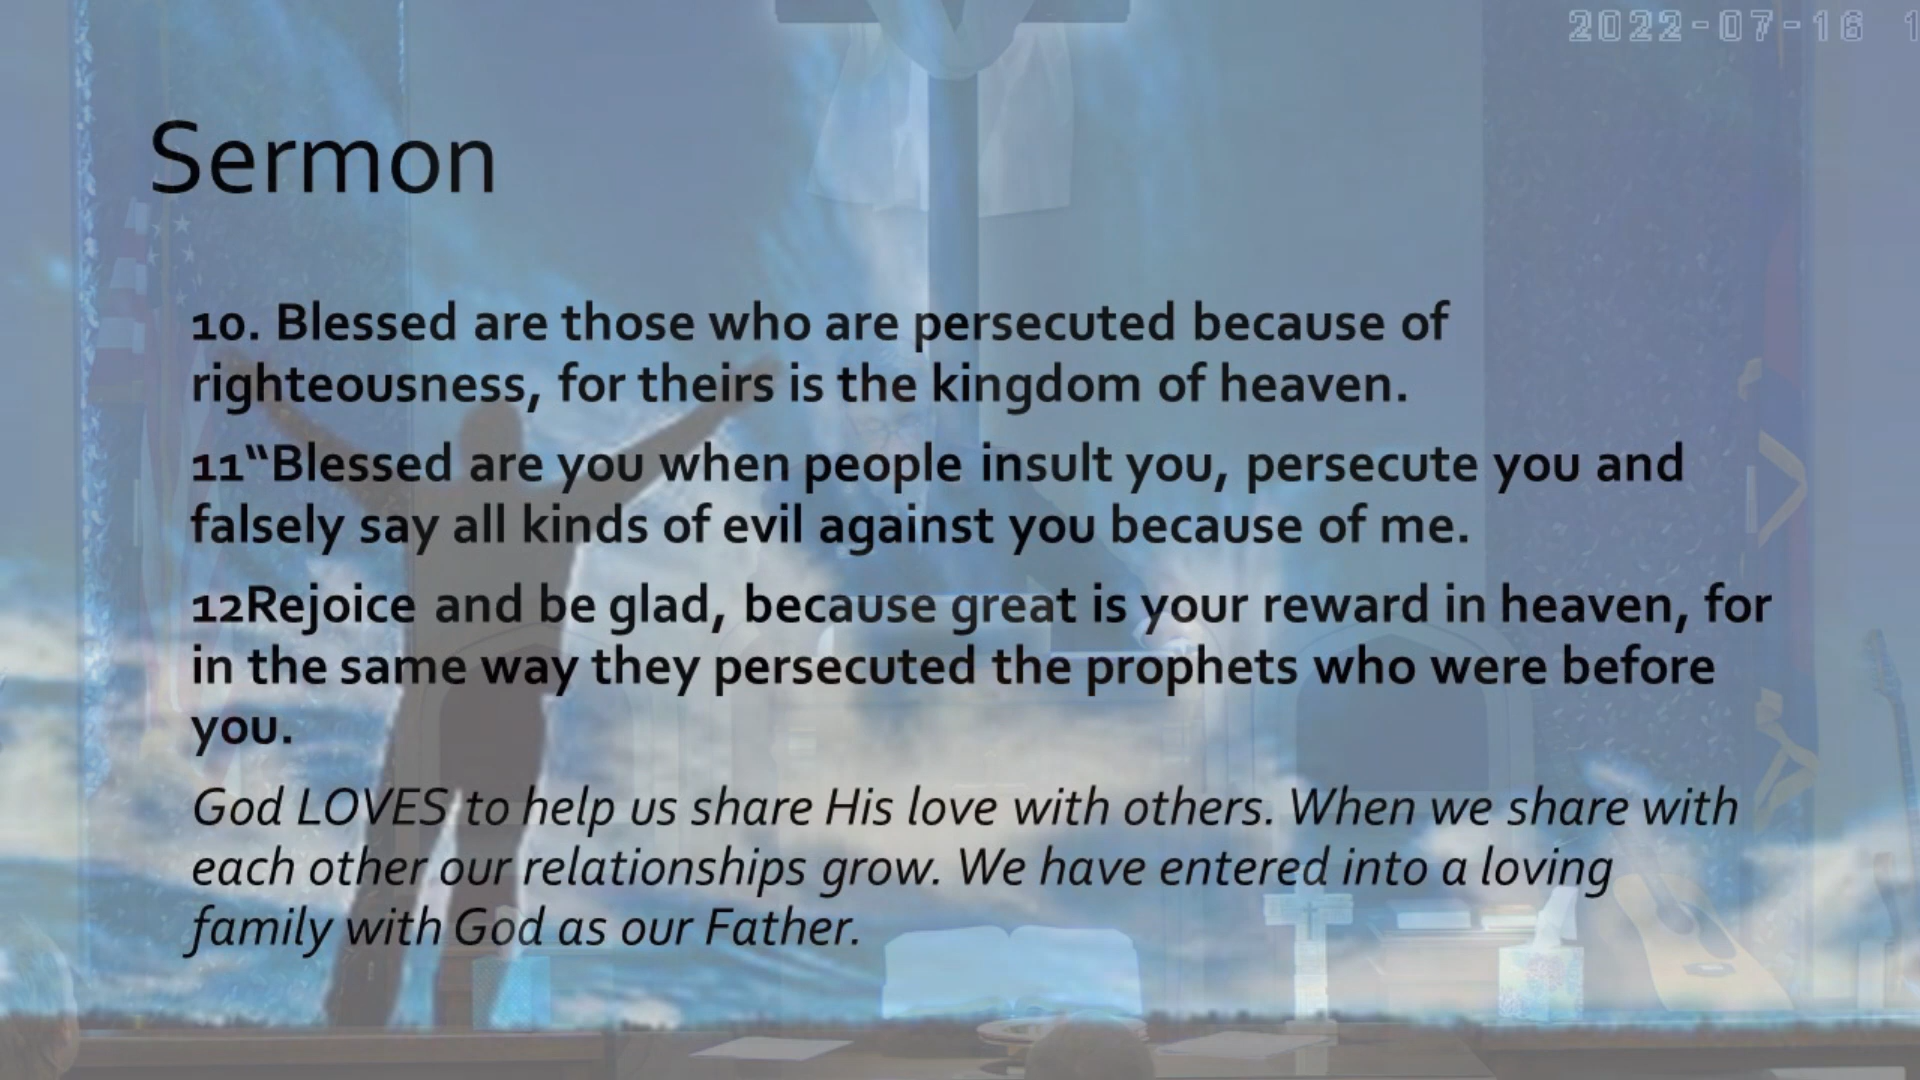 2022-07-16 1
Sermon
10. Blessed are those who are persecuted because of
righteousness, for theirs is the kingdom of heaven.
11“Blessed are you when people insult you, persecute you and
falsely say all kinds of evil against you because of me.
12Rejoice and be glad, because great is your reward in heaven, for
in the same way they persecuted the prophets who were before
you.
God LOVES to help us share His love with others. When we share with
each other our relationships grow. We have entered into a loving
family with God as our Father.